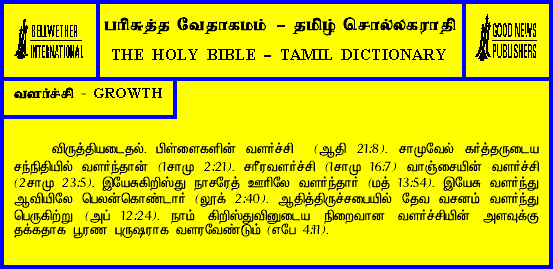 BELLWETHER
INTERNATIONAL
பரிசுத்த வேதாகமம் – தமிழ் சொல்லகராதி
THE HOLY BIBLE – TAMIL DICTIONARY
GOOD NEWS
PUBLISHERS
வளர்ச்சி - GROWTH
விருத்தியடைதல். பிள்ளைகளின் வளர்ச்சி (ஆதி 21:8). சாமுவேல் கர்த்தருடைய
சந்நிதியில் வளர்ந்தான் (1சாமு 2:21). சரீரவளர்ச்சி (1சாமு 16:7) வாஞ்சையின் வளர்ச்சி
(2சாமு 23:5). இயேசுகிறிஸ்து நாசரேத் ஊரிலே வளர்ந்தார் (மத் 13:54). இயேசு வளர்ந்து
ஆவியிலே பெலன்கொண்டார் (லூக் 2:40). ஆதித்திருச்சபையில் தேவ வசனம் வளர்ந்து
பெருகிற்று (அப் 12:24). நாம் கிறிஸ்துவினுடைய நிறைவான வளர்ச்சியின் அளவுக்கு
தக்கதாக பூரண புருஷராக வளரவேண்டும் (எபே 4:11).